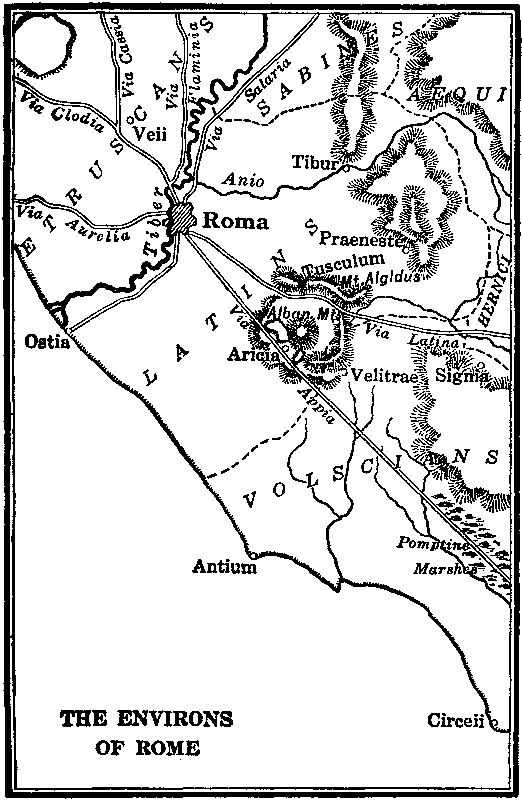 Via Cassia
Via Flaminia
Via Salaria
SABINES
AEQUI
Via Clodia
Veii
ETRUSCANS
Tibur
Anio
Tiber
Via Aurelia
Roma
Praeneste
Tusculum
Mt Algidus
HERNICI
Ostia
Alban Mt.
Via Latina
LATINS
Aricia
Via Appia
Velitrae
Signia
VOLSCIANS
Pomptine
Marshes
Antium
Circeii
THE ENVIRONS
OF ROME